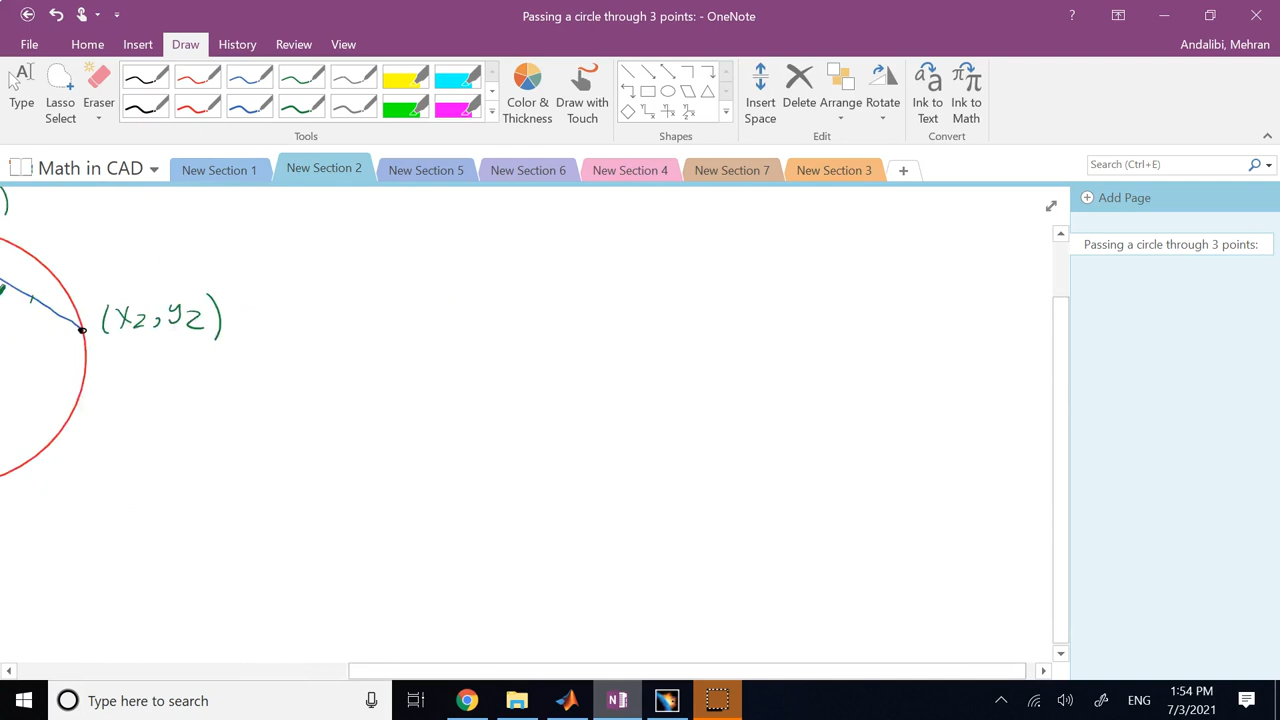 Passing a circle through 3 points: - OneNote
?
File Home Insert Draw History Review View
Andalibi, Mehran
Type
Lasso Select
Eraser
Color & Thickness
Draw with Touch
Insert Space
Delete
Arrange
Rotate
Ink to Text
Ink to Math
Tools
Shapes
Edit
Convert
Math in CAD
New Section 1
New Section 2
New Section 5
New Section 6
New Section 4
New Section 7
New Section 3
+
Search (Ctrl+E)
Add Page
Passing a circle through 3 points:
)
(x2, y2)
Type here to search
ENG
1:54 PM
7/3/2021